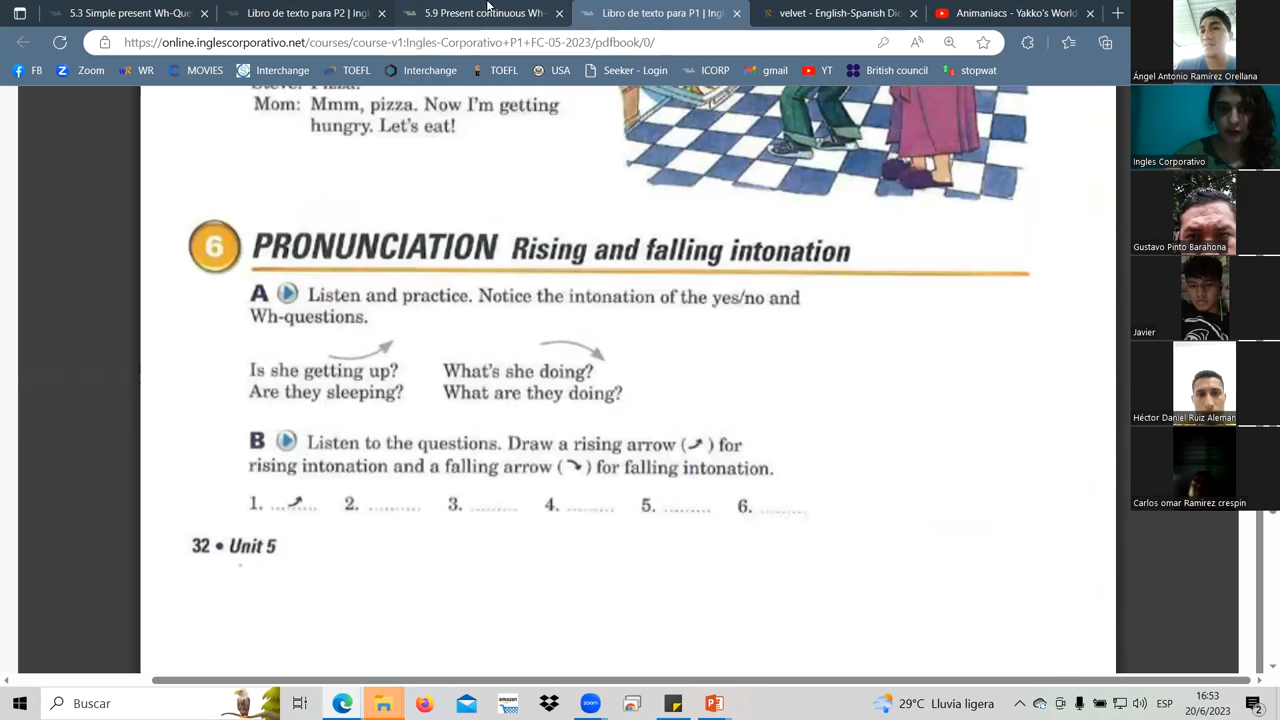 5.3 Simple present Wh-Que
Libro de texto para P2 | Ingl
5.9 Present continuous Wh-
Libro de texto para P1 | Ingl
velvet - English-Spanish Dic
Animaniacs - Yakko's World
https://online.inglescorporativo.net/courses/course-v1:Ingles-Corporativo+P1+FC-05-2023/pdfbook/0/
FB
Zoom
WR
MOVIES
Interchange
TOEFL
Interchange
TOEFL
USA
Seeker - Login
ICORP
gmail
YT
British council
stopwat
Mom: Mmm, pizza. Now I'm getting
hungry. Let's eat!
6 PRONUNCIATION Rising and falling intonation
A Listen and practice. Notice the intonation of the yes/no and
Wh-questions.
Is she getting up? What's she doing?
Are they sleeping? What are they doing?
B Listen to the questions. Draw a rising arrow ( ) for
rising intonation and a falling arrow ( ) for falling intonation.
1. 2. 3. 4. 5. 6.
32 • Unit 5
Ángel Antonio Ramírez Orellana
Ingles Corporativo
Gustavo Pinto Barahona
Javier
Héctor Daniel Ruiz Alemán
Carlos omar Ramirez crespin
Buscar
amazon
zoom
29°C Lluvia ligera
ESP
16:53
20/6/2023
2